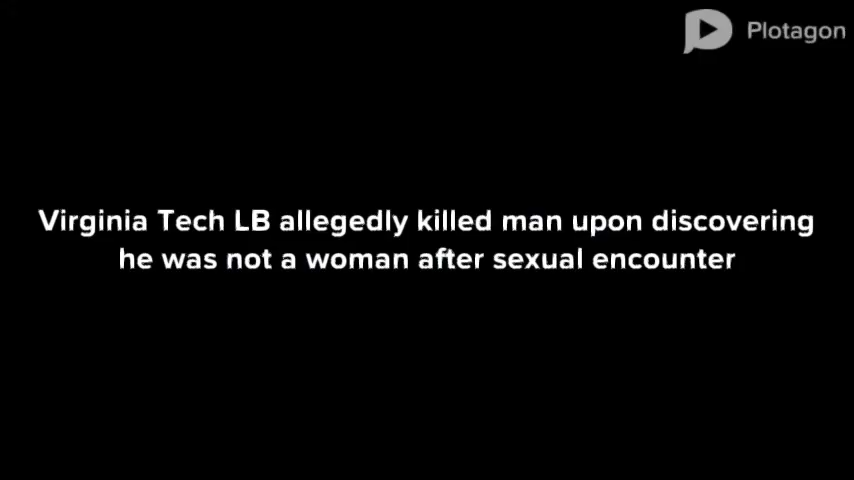 Plotagon
Virginia Tech LB allegedly killed man upon discovering
he was not a woman after sexual encounter